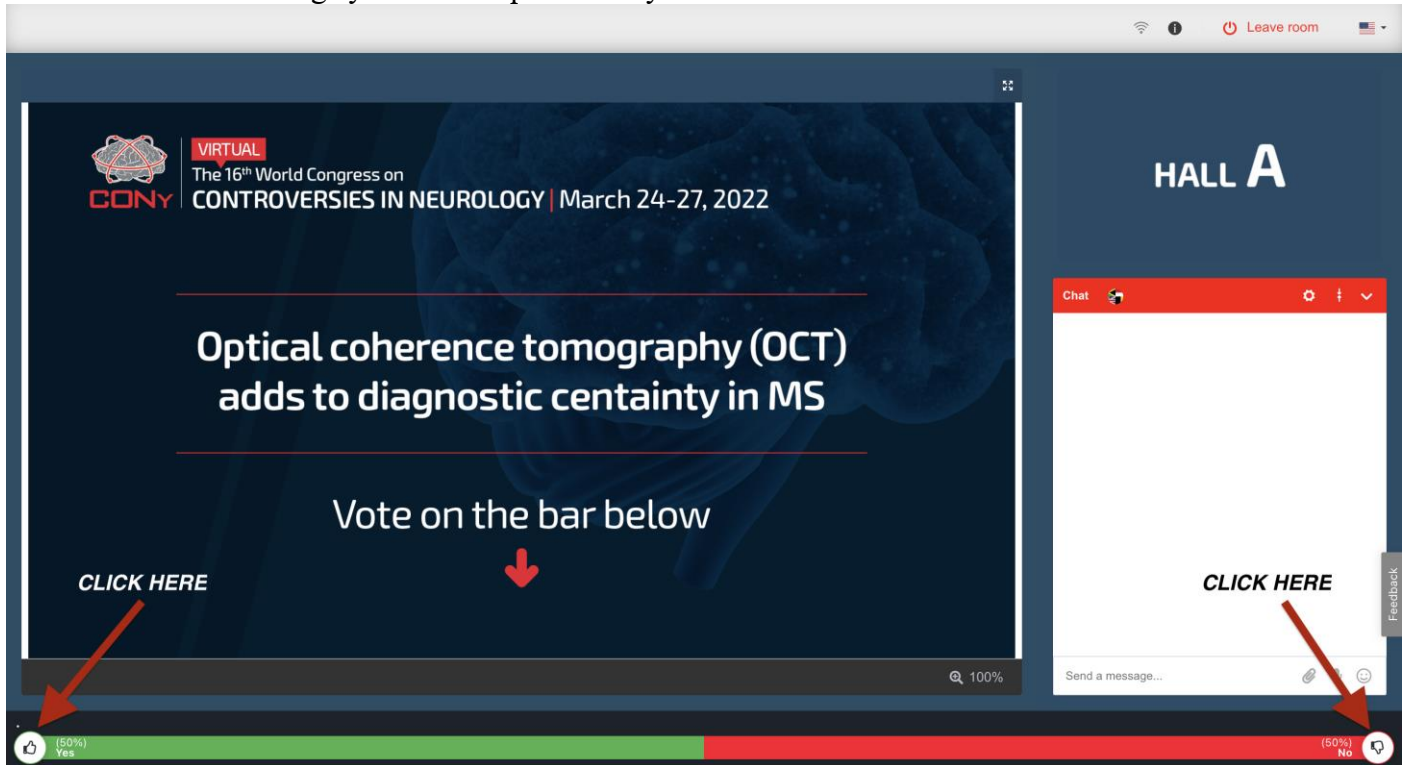 Leave room
HALL A
VIRTUAL
The 16th World Congress on
CONy
CONTROVERSIES IN NEUROLOGY | March 24-27, 2022
Chat
Optical coherence tomography (OCT)
adds to diagnostic centainty in MS
Vote on the bar below
CLICK HERE
CLICK HERE
Feedback
100%
Send a message...
(50%)
Yes
(50%)
No